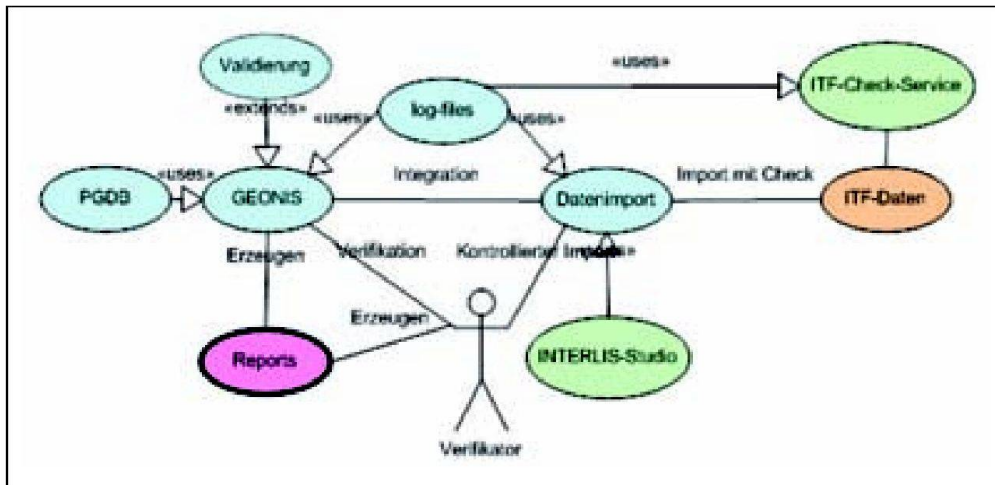 Validierung
«uses»
ITF-Check-Service
«extends»
«uses»
log-files
«uses»
PGDB
«uses»
GEONIS
Integration
Datenimport
Import mit Check
ITF-Daten
Erzeugen
Verifikation
Kontrollierter
Erzeugen
Reports
INTERLIS-Studio
Verifikator